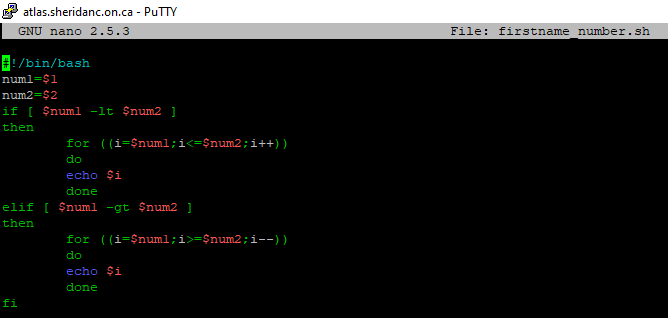 atlas.sheridanc.on.ca - PuTTY
GNU nano 2.5.3 File: firstname_number.sh
#!/bin/bash
num1=$1
num2=$2
if [ $num1 -lt $num2 ]
then
for ((i=$num1;i<=$num2;i++))
do
echo $i
done
elif [ $num1 -gt $num2 ]
then
for ((i=$num1;i>=$num2;i--))
do
echo $i
done
fi